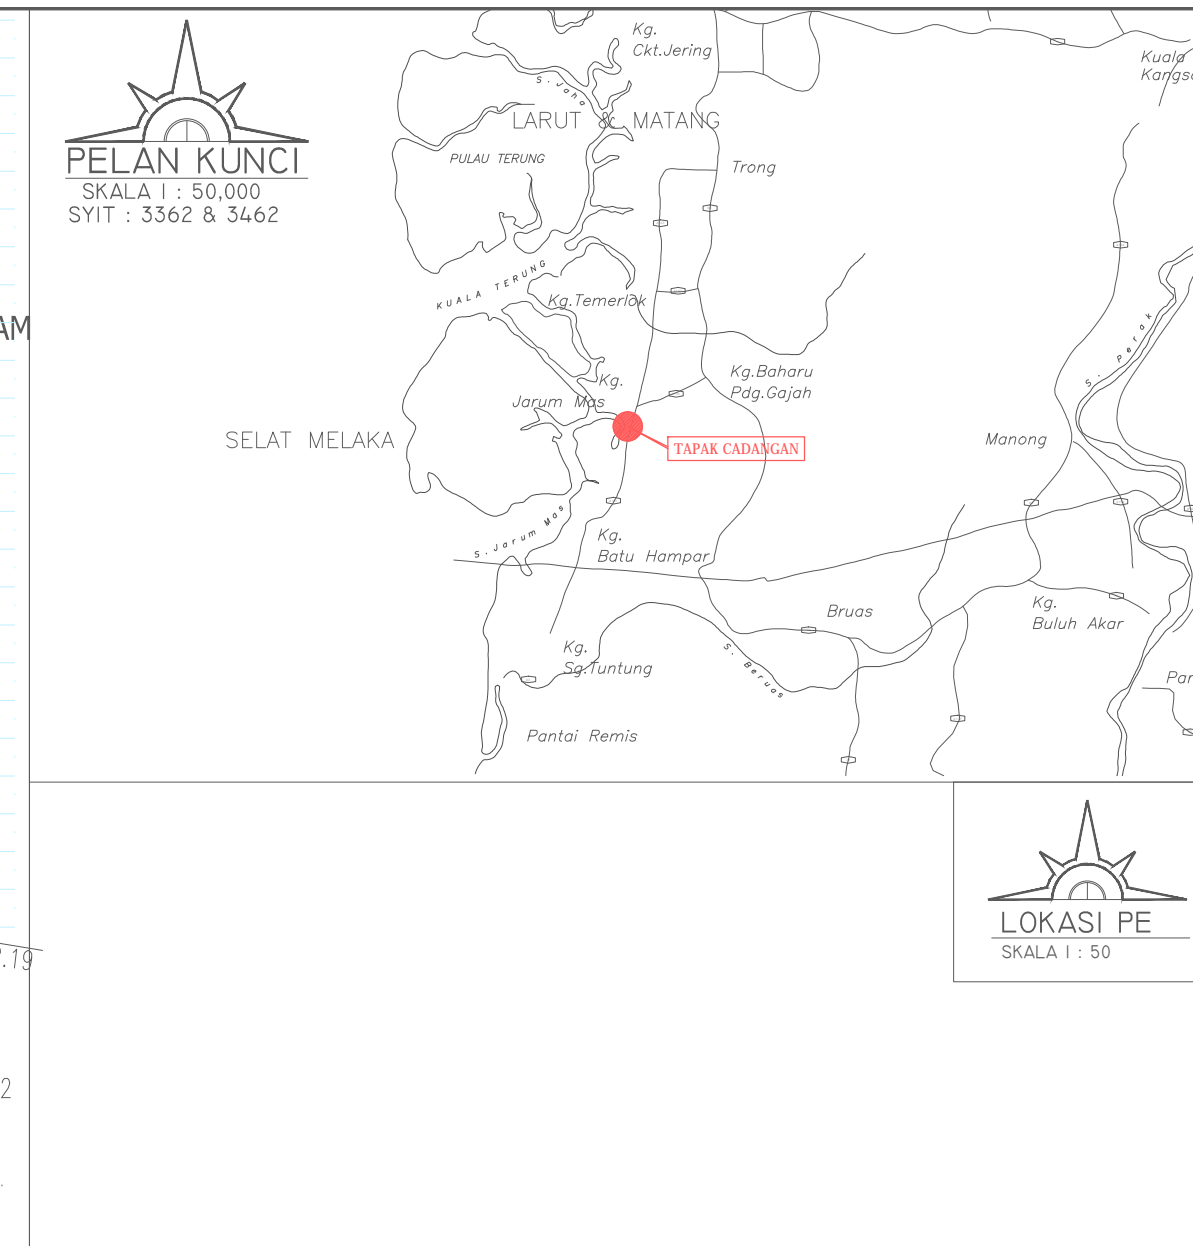 PELAN KUNCI
SKALA 1 : 50,000
SYIT : 3362 & 3462
Kg.
Ckt.Jering
Kuala
S. Jaha
LARUT & MATANG
PULAU TERUNG
Trong
KUALA TERUNG
Kg.Temerlok
AM
S. Perak
Kg.Baharu
Pdg.Gajah
Kg.
Jarum Mas
SELAT MELAKA
TAPAK CADANGAN
Manong
S.Jarum Mas
Kg.
Batu Hampar
Bruas
Kg.
Buluh Akar
Kg.
Sg.Tuntung
S. Beruas
Par
Pantai Remis
LOKASI PE
SKALA 1 : 50
.19
2